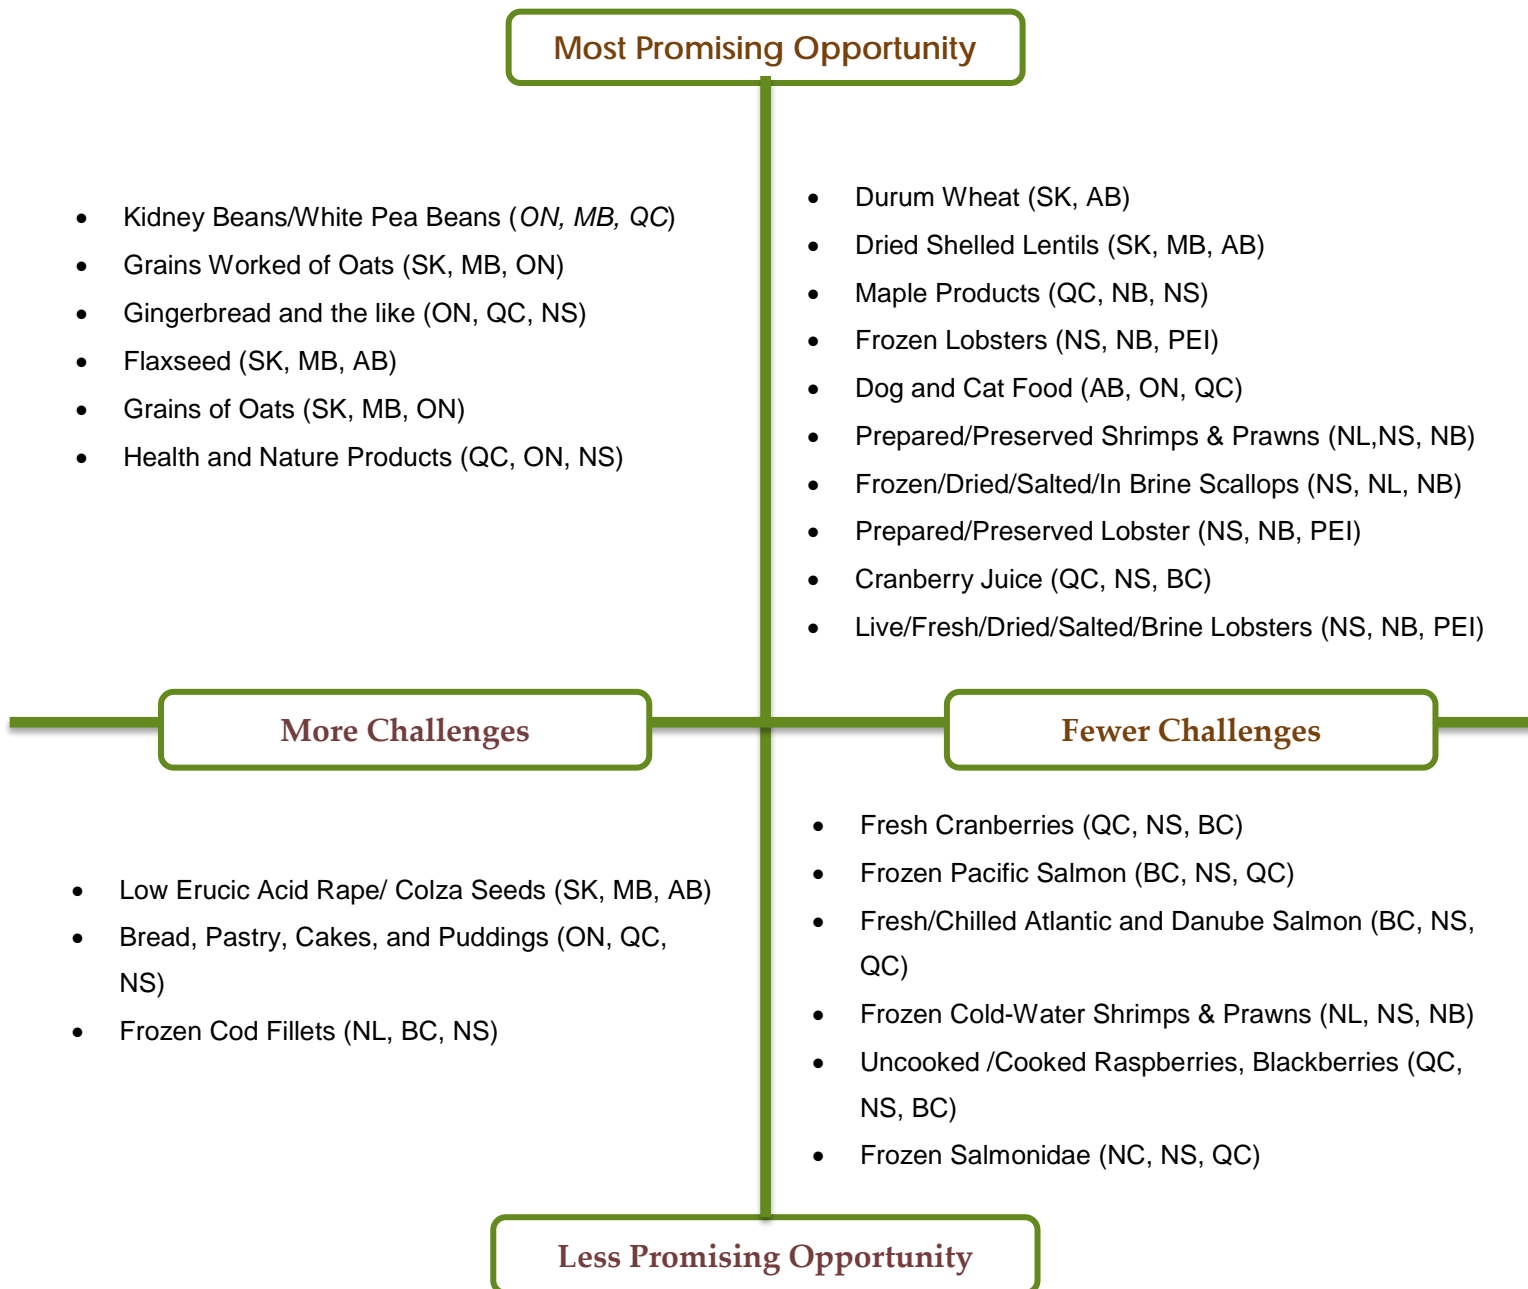 Most Promising Opportunity
• Kidney Beans/White Pea Beans (ON, MB, QC)
• Grains Worked of Oats (SK, MB, ON)
• Gingerbread and the like (ON, QC, NS)
• Flaxseed (SK, MB, AB)
• Grains of Oats (SK, MB, ON)
• Health and Nature Products (QC, ON, NS)
• Durum Wheat (SK, AB)
• Dried Shelled Lentils (SK, MB, AB)
• Maple Products (QC, NB, NS)
• Frozen Lobsters (NS, NB, PEI)
• Dog and Cat Food (AB, ON, QC)
• Prepared/Preserved Shrimps & Prawns (NL,NS, NB)
• Frozen/Dried/Salted/In Brine Scallops (NS, NL, NB)
• Prepared/Preserved Lobster (NS, NB, PEI)
• Cranberry Juice (QC, NS, BC)
• Live/Fresh/Dried/Salted/Brine Lobsters (NS, NB, PEI)
More Challenges
Fewer Challenges
• Low Erucic Acid Rape/ Colza Seeds (SK, MB, AB)
• Bread, Pastry, Cakes, and Puddings (ON, QC,
NS)
• Frozen Cod Fillets (NL, BC, NS)
• Fresh Cranberries (QC, NS, BC)
• Frozen Pacific Salmon (BC, NS, QC)
• Fresh/Chilled Atlantic and Danube Salmon (BC, NS,
QC)
• Frozen Cold-Water Shrimps & Prawns (NL, NS, NB)
• Uncooked /Cooked Raspberries, Blackberries (QC,
NS, BC)
• Frozen Salmonidae (NC, NS, QC)
Less Promising Opportunity